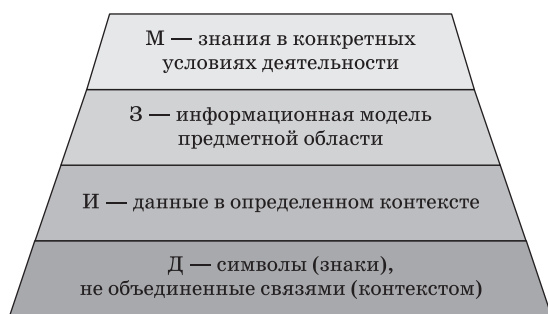 М — знания в конкретных
условиях деятельности
З — информационная модель
предметной области
И — данные в определенном контексте
Д — символы (знаки),
не объединенные связями (контекстом)